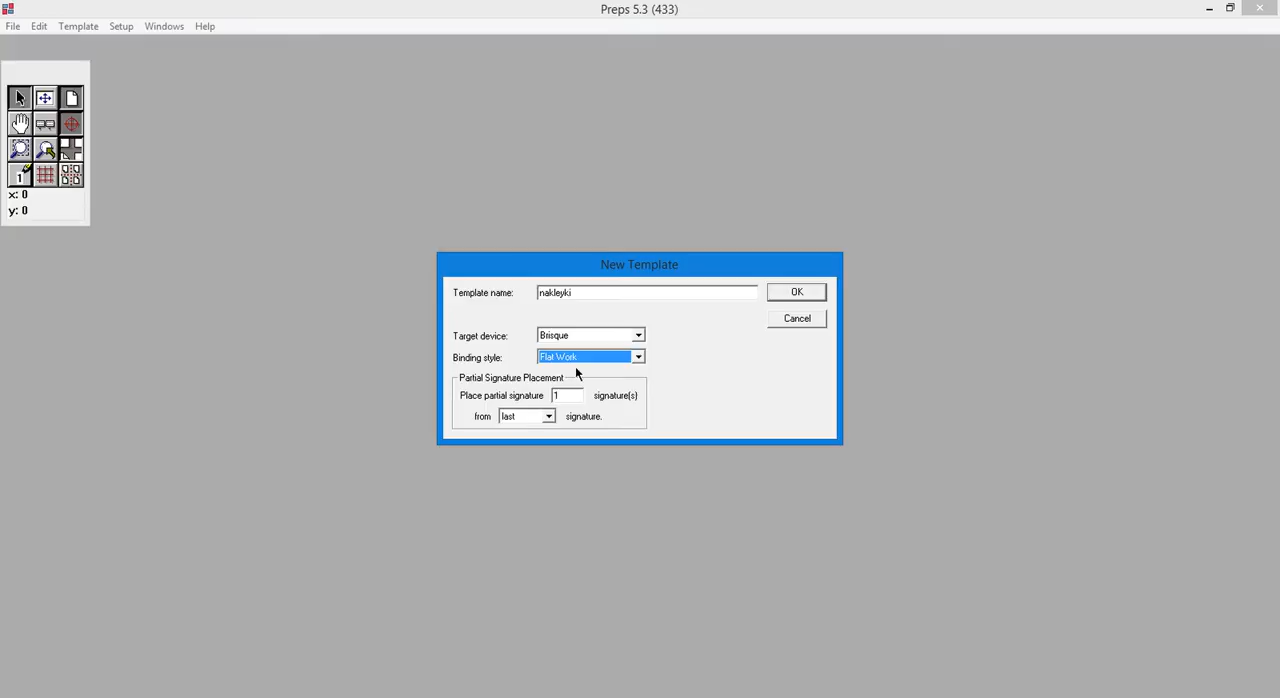 Preps 5.3 (433)
File Edit Template Setup Windows Help
1
x: 0
y: 0
New Template
Template name: nakleyki OK
Cancel
Target device: Brisque
Binding style: Flat Work
Partial Signature Placement
Place partial signature 1 signature(s)
from last signature.